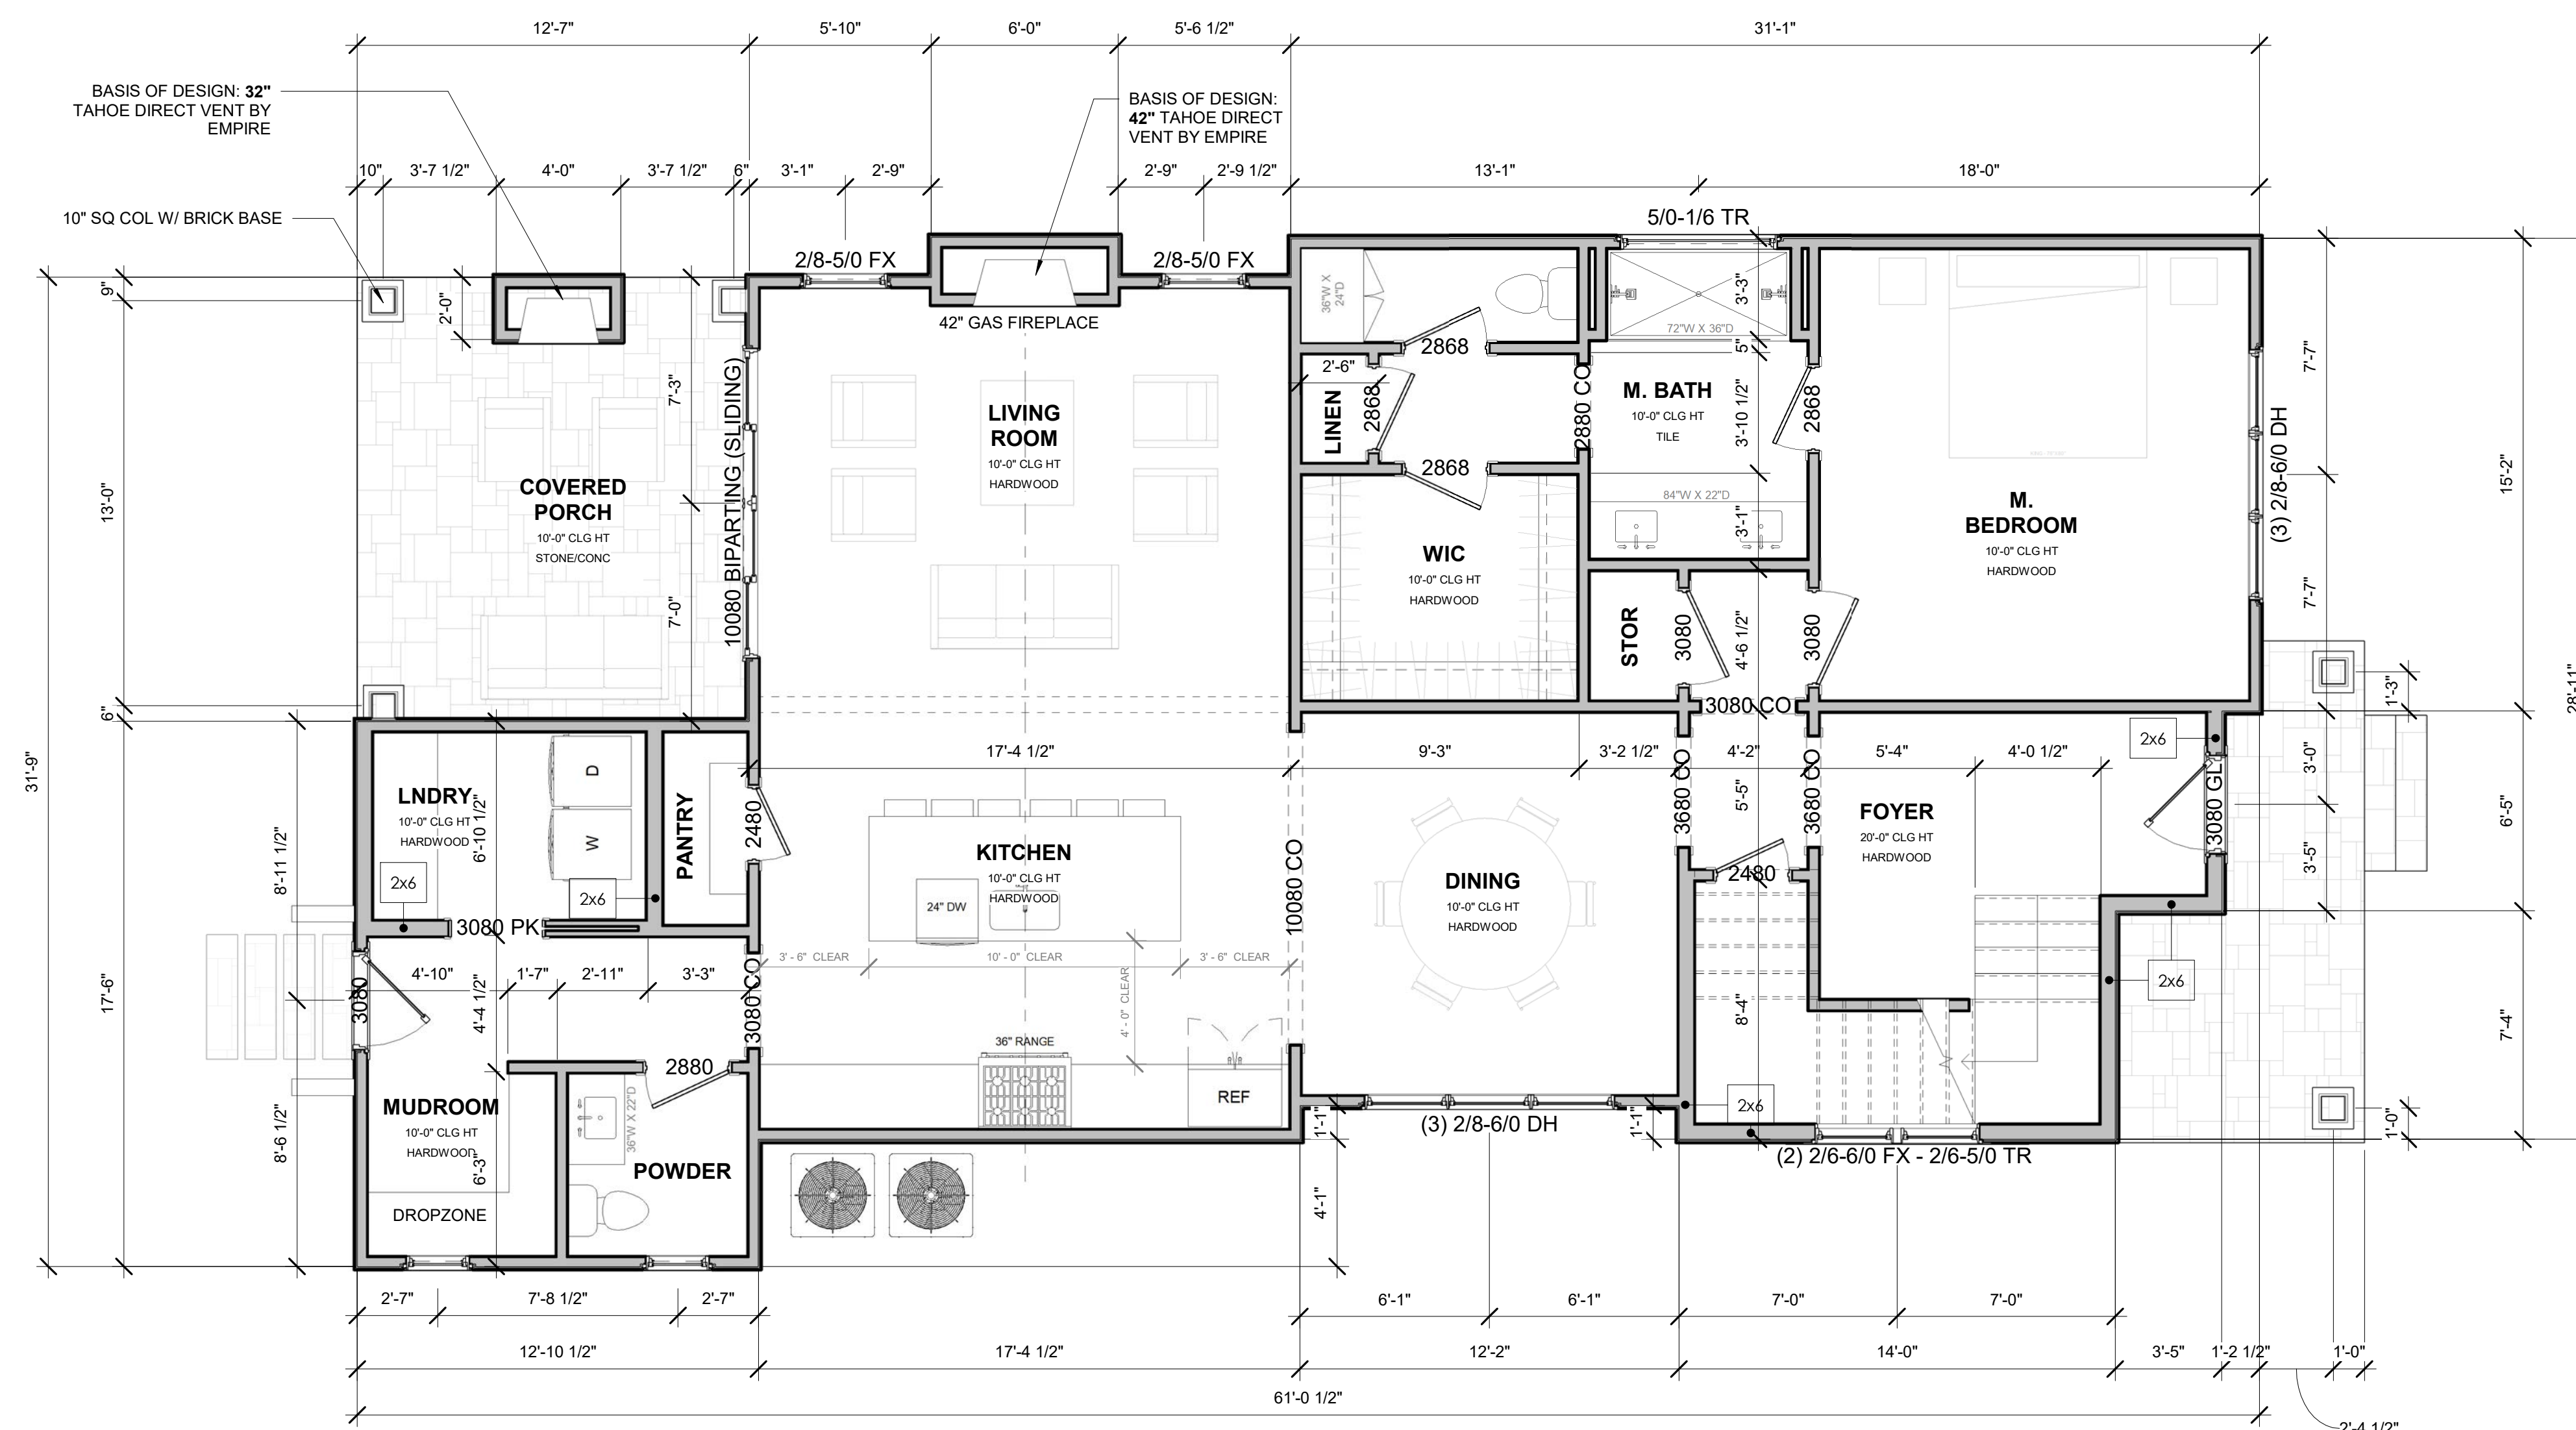 12'-7"
5'-10"
6'-0"
5'-6 1/2"
31'-1"
BASIS OF DESIGN: 32"
TAHOE DIRECT VENT BY
EMPIRE
BASIS OF DESIGN:
42" TAHOE DIRECT
VENT BY EMPIRE
10"
3'-7 1/2"
4'-0"
3'-7 1/2"
6"
3'-1"
2'-9"
2'-9"
2'-9 1/2"
13'-1"
18'-0"
10" SQ COL W/ BRICK BASE
5/0-1/6 TR
2/8-5/0 FX
2/8-5/0 FX
42" GAS FIREPLACE
9"
2'-0"
13'-0"
6"
31'-9"
17'-6"
7'-3"
7'-0"
10080 BIPARTING (SLIDING)
COVERED
PORCH
10'-0" CLG HT
STONE/CONC
LIVING
ROOM
10'-0" CLG HT
HARDWOOD
36"W X
24"D
2868
2'-6"
LINEN
2868
2868
2880 CO
72"W X 36"D
3'-3"
5"
M. BATH
10'-0" CLG HT
TILE
3'-10 1/2"
2868
84"W X 22"D
3'-1"
WIC
10'-0" CLG HT
HARDWOOD
M.
BEDROOM
10'-0" CLG HT
HARDWOOD
(3) 2/8-6/0 DH
7'-7"
7'-7"
15'-2"
28'-11"
STOR
3080
4'-6 1/2"
3080
3080 CO
1'-3"
17'-4 1/2"
9'-3"
3'-2 1/2"
4'-2"
5'-4"
4'-0 1/2"
2x6
3'-0"
3'-5"
6'-5"
3080 GL
LNDRY
10'-0" CLG HT
HARDWOOD
6'-10 1/2"
D
W
2x6
2x6
PANTRY
2480
KITCHEN
10'-0" CLG HT
HARDWOOD
24" DW
10080 CO
DINING
10'-0" CLG HT
HARDWOOD
3680 CO
5'-5"
3680 CO
2480
FOYER
20'-0" CLG HT
HARDWOOD
8'-11 1/2"
3080 PK
4'-10"
1'-7"
2'-11"
3'-3"
3' - 6" CLEAR
10' - 0" CLEAR
3' - 6" CLEAR
4' - 0" CLEAR
3080
4'-4 1/2"
3080 CO
2x6
8'-4"
7'-4"
36" RANGE
2880
REF
MUDROOM
10'-0" CLG HT
HARDWOOD
6'-3"
8'-6 1/2"
36"W X 22"D
POWDER
DROPZONE
1'-1"
(3) 2/8-6/0 DH
1'-1"
2x6
(2) 2/6-6/0 FX - 2/6-5/0 TR
1'-0"
4'-1"
2'-7"
7'-8 1/2"
2'-7"
6'-1"
6'-1"
7'-0"
7'-0"
12'-10 1/2"
17'-4 1/2"
12'-2"
14'-0"
3'-5"
1'-2 1/2"
1'-0"
61'-0 1/2"
2'-4 1/2"